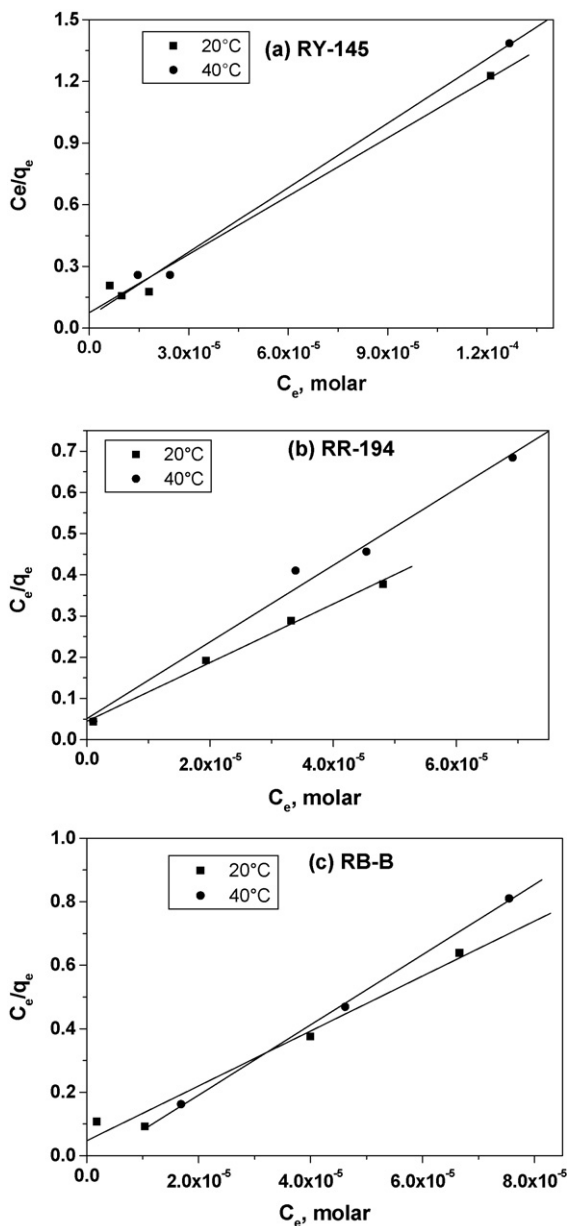 (a) RY-145
20°C
40°C
1.5
1.2
0.9
0.6
0.3
0.0
Ce/qₑ
0.0 3.0x10⁻⁵ 6.0x10⁻⁵ 9.0x10⁻⁵ 1.2x10⁻⁴
Cₑ, molar
(b) RR-194
20°C
40°C
0.7
0.6
0.5
0.4
0.3
0.2
0.1
0.0
Cₑ/qₑ
0.0 2.0x10⁻⁵ 4.0x10⁻⁵ 6.0x10⁻⁵
Cₑ, molar
(c) RB-B
20°C
40°C
1.0
0.8
0.6
0.4
0.2
0.0
Cₑ/qₑ
0.0 2.0x10⁻⁵ 4.0x10⁻⁵ 6.0x10⁻⁵ 8.0x10⁻⁵
Cₑ, molar